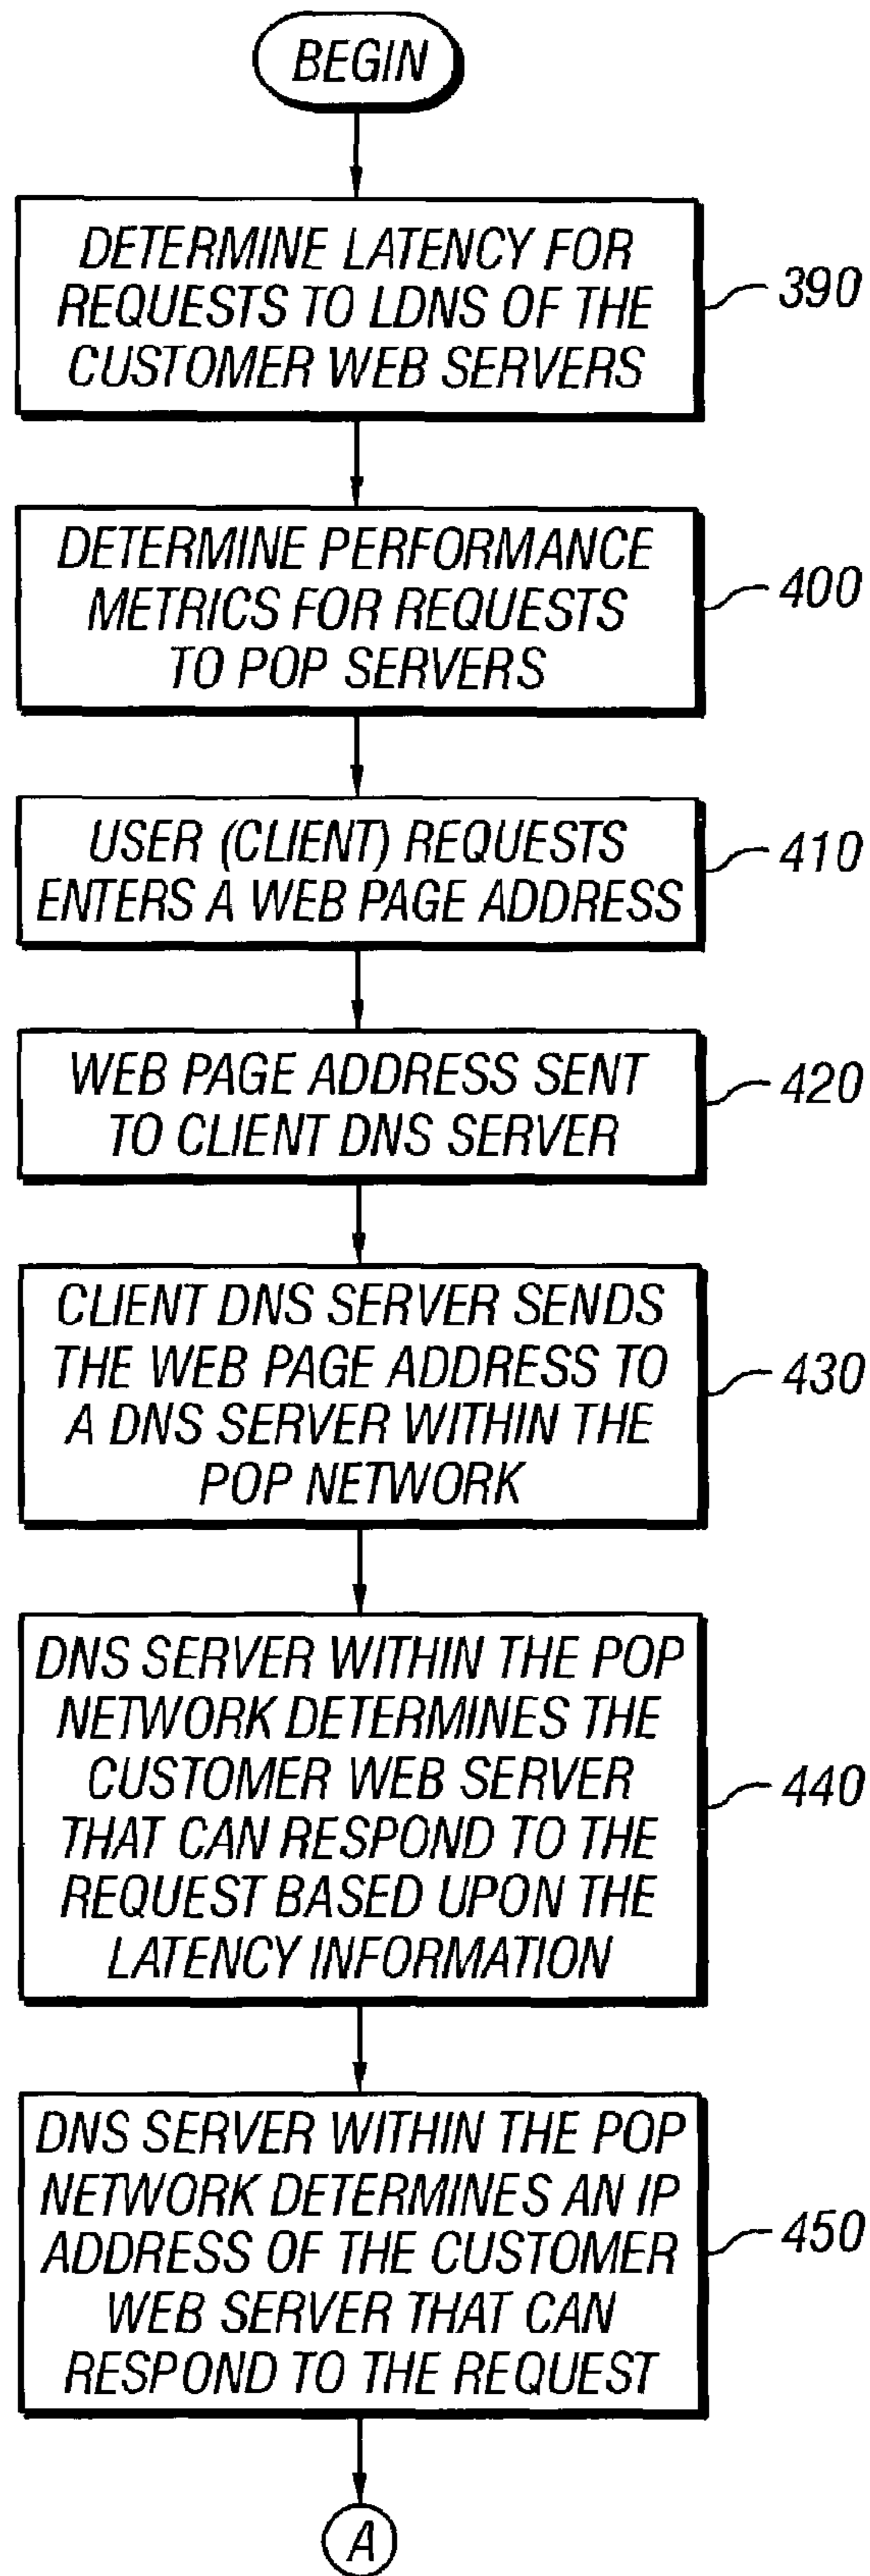 BEGIN
DETERMINE LATENCY FOR
REQUESTS TO LDNS OF THE
CUSTOMER WEB SERVERS
390
DETERMINE PERFORMANCE
METRICS FOR REQUESTS
TO POP SERVERS
400
USER (CLIENT) REQUESTS
ENTERS A WEB PAGE ADDRESS
410
WEB PAGE ADDRESS SENT
TO CLIENT DNS SERVER
420
CLIENT DNS SERVER SENDS
THE WEB PAGE ADDRESS TO
A DNS SERVER WITHIN THE
POP NETWORK
430
DNS SERVER WITHIN THE POP
NETWORK DETERMINES THE
CUSTOMER WEB SERVER
THAT CAN RESPOND TO THE
REQUEST BASED UPON THE
LATENCY INFORMATION
440
DNS SERVER WITHIN THE POP
NETWORK DETERMINES AN IP
ADDRESS OF THE CUSTOMER
WEB SERVER THAT CAN
RESPOND TO THE REQUEST
450
A